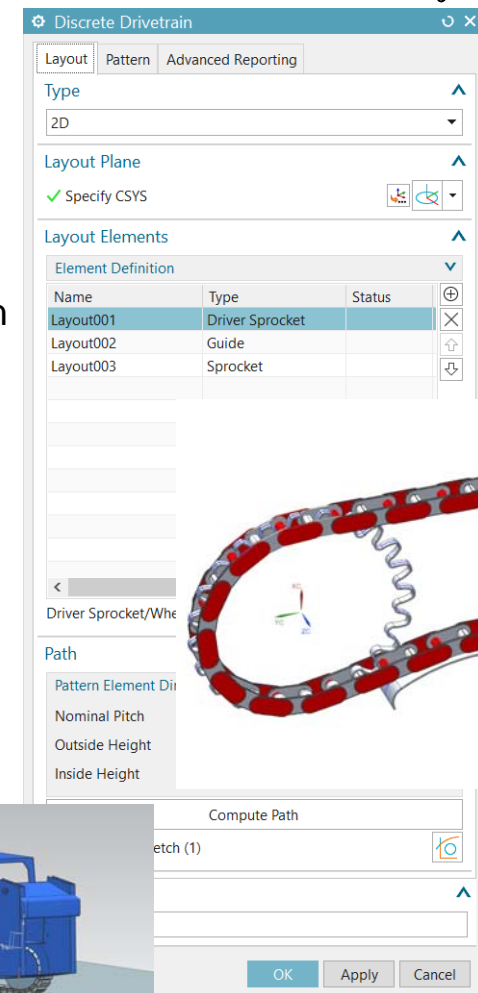 Discrete Drivetrain
Layout Pattern Advanced Reporting
Type
2D
Layout Plane
Specify CSYS
Layout Elements
Element Definition
Name Type Status
Layout001 Driver Sprocket
Layout002 Guide
Layout003 Sprocket
Driver Sprocket/Whe
Path
Pattern Element Di
Nominal Pitch
Outside Height
Inside Height
Compute Path
etch (1)
OK Apply Cancel